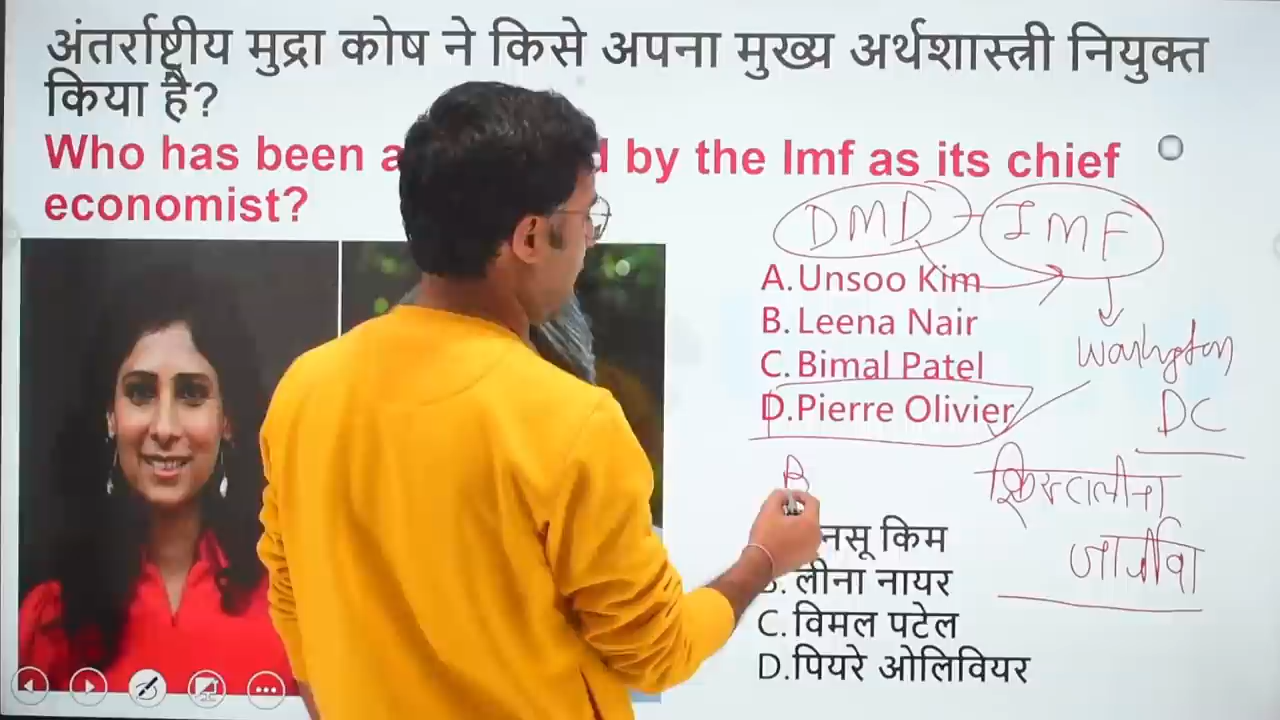 अंतर्राष्ट्रीय मुद्रा कोष ने किसे अपना मुख्य अर्थशास्त्री नियुक्त
किया है?
Who has been by the Imf as its chief
economist?
DMD - IMF
A. Unsoo Kim
B. Leena Nair
C. Bimal Patel
D. Pierre Olivier
Washington
DC
क्रिस्टालीना
जार्जीवा
किम
लीना नायर
C. विमल पटेल
D. पियरे ओलिवियर